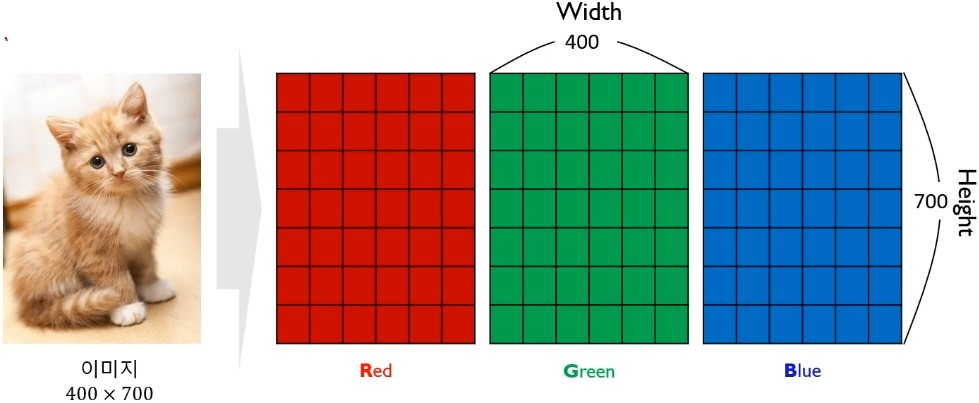 Width
400
700
Height
이미지
400 × 700
Red
Green
Blue